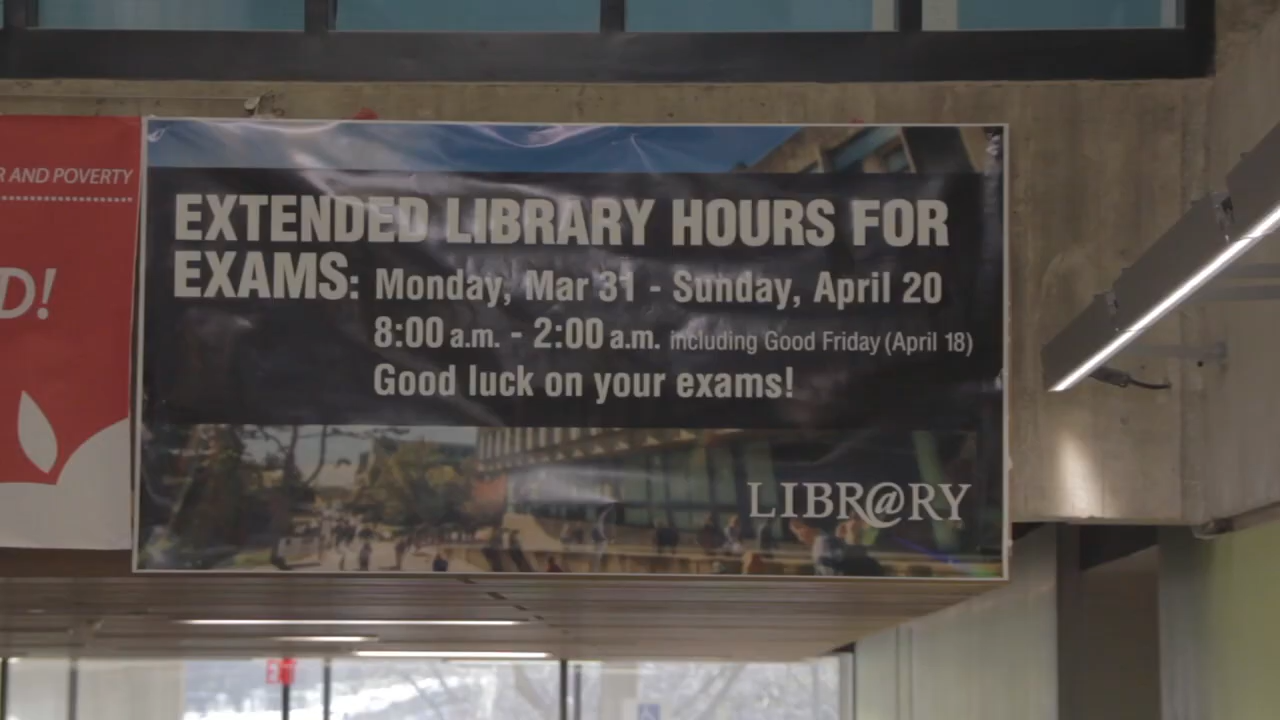 R AND POVERTY
D!
EXTENDED LIBRARY HOURS FOR
EXAMS: Monday, Mar 31 - Sunday, April 20
8:00 a.m. - 2:00 a.m. including Good Friday (April 18)
Good luck on your exams!
LIBR@RY
EXIT